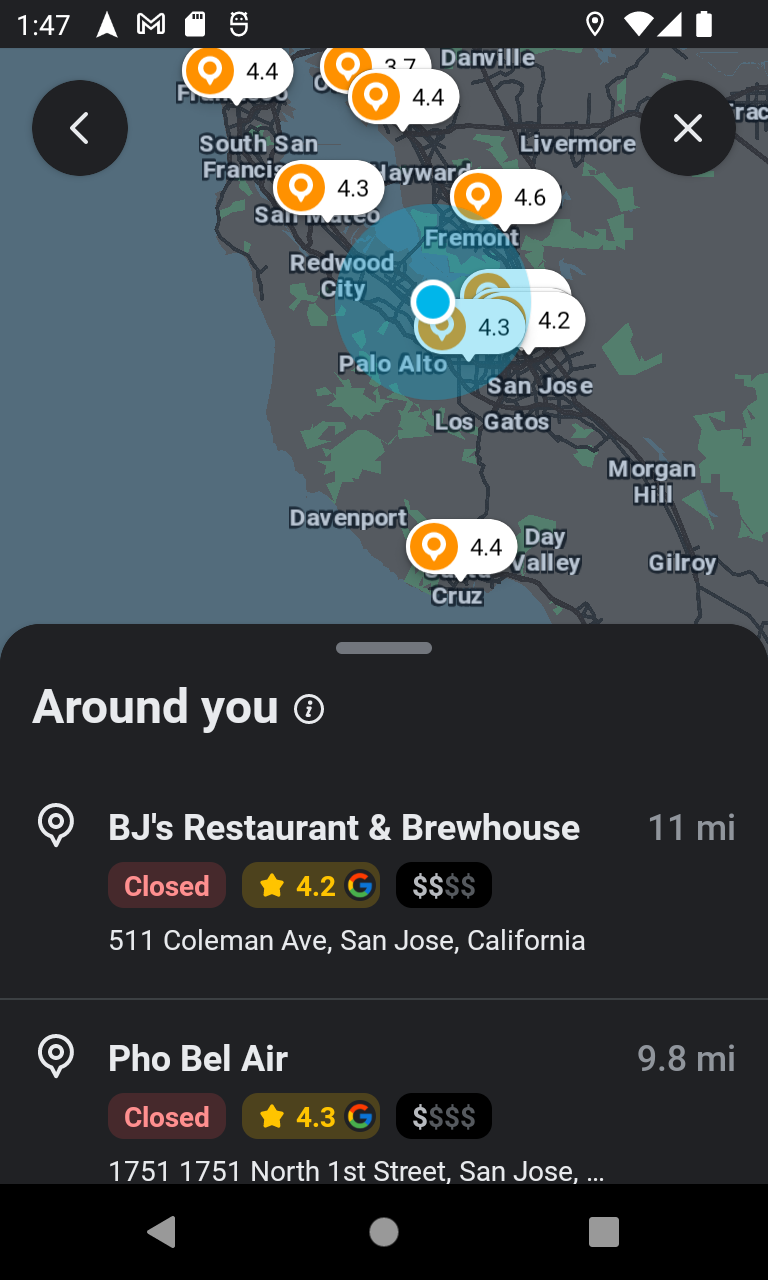 1:47
Danville
4.4
3.7
4.4
South San
Livermore
Hayward
4.3
4.6
San Mateo
Fremont
Redwood
City
4.3
4.2
Palo Alto
San Jose
Los Gatos
Morgan
Hill
Davenport
4.4
Day
Valley
Gilroy
Cruz
Around you
BJ's Restaurant & Brewhouse
11 mi
Closed
4.2
$$$$
511 Coleman Ave, San Jose, California
Pho Bel Air
9.8 mi
Closed
4.3
$$$$
1751 1751 North 1st Street, San Jose, …